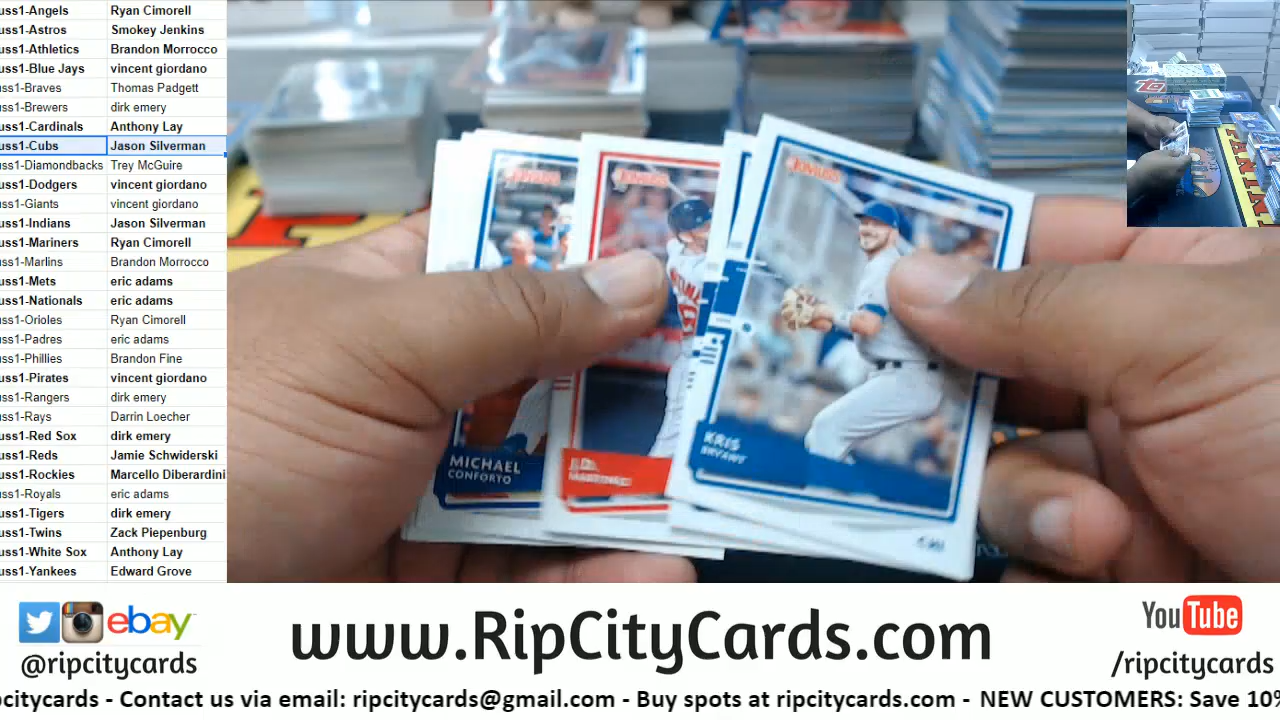 uss1-Angels Ryan Cimorell
uss1-Astros Smokey Jenkins
uss1-Athletics Brandon Morrocco
uss1-Blue Jays vincent giordano
uss1-Braves Thomas Padgett
uss1-Brewers dirk emery
uss1-Cardinals Anthony Lay
uss1-Cubs Jason Silverman
uss1-Diamondbacks Trey McGuire
uss1-Dodgers vincent giordano
uss1-Giants vincent giordano
uss1-Indians Jason Silverman
uss1-Mariners Ryan Cimorell
uss1-Marlins Brandon Morrocco
uss1-Mets eric adams
uss1-Nationals eric adams
uss1-Orioles Ryan Cimorell
uss1-Padres eric adams
uss1-Phillies Brandon Fine
uss1-Pirates vincent giordano
uss1-Rangers dirk emery
uss1-Rays Darrin Loecher
uss1-Red Sox dirk emery
uss1-Reds Jamie Schwiderski
uss1-Rockies Marcello Diberardini
uss1-Royals eric adams
uss1-Tigers dirk emery
uss1-Twins Zack Piepenburg
uss1-White Sox Anthony Lay
uss1-Yankees Edward Grove
MICHAEL
CONFORTO
J.D.
MARTINEZ
KRIS
BRYANT
ebay
@ripcitycards
www.RipCityCards.com
YouTube
/ripcitycards
pcitycards - Contact us via email: ripcitycards@gmail.com - Buy spots at ripcitycards.com - NEW CUSTOMERS: Save 10%